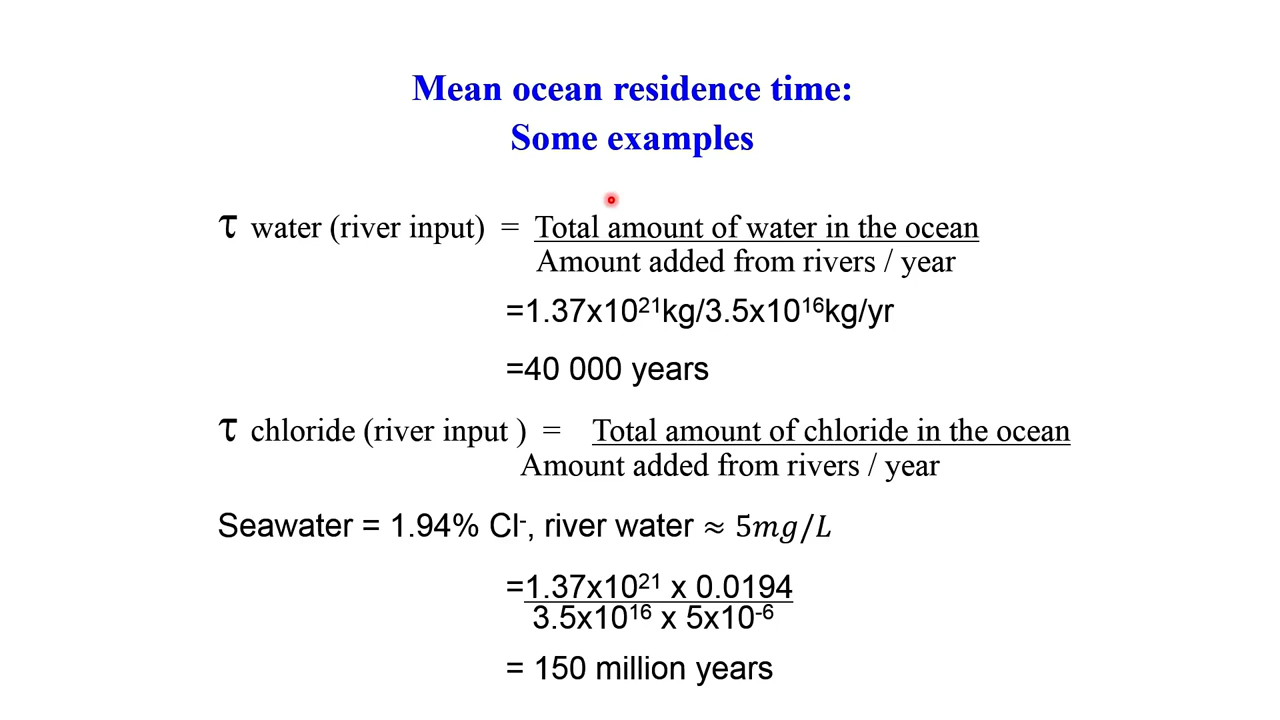 Mean ocean residence time:
Some examples
τ water (river input) = Total amount of water in the ocean
Amount added from rivers / year
=1.37x10²¹kg/3.5x10¹⁶kg/yr
=40 000 years
τ chloride (river input ) = Total amount of chloride in the ocean
Amount added from rivers / year
Seawater = 1.94% Cl⁻, river water ≈ 5mg/L
=1.37x10²¹ x 0.0194
3.5x10¹⁶ x 5x10⁻⁶
= 150 million years